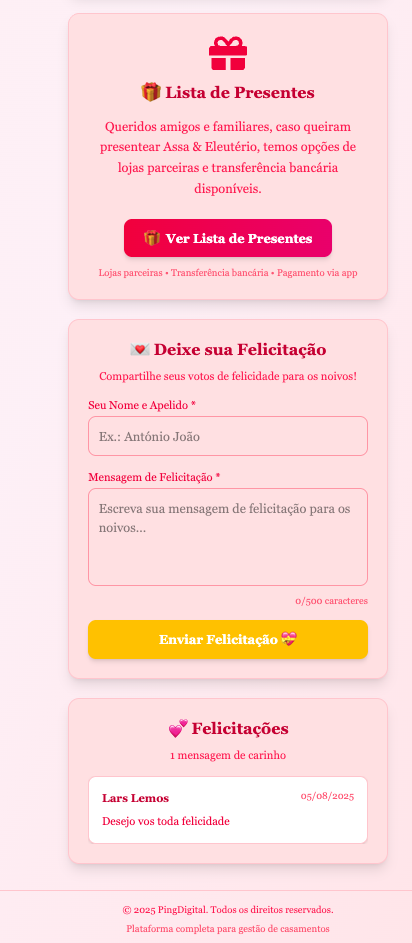 🎁 Lista de Presentes
Queridos amigos e familiares, caso queiram
presentear Assa & Eleutério, temos opções de
lojas parceiras e transferência bancária
disponíveis.
🎁 Ver Lista de Presentes
Lojas parceiras • Transferência bancária • Pagamento via app
💌 Deixe sua Felicitação
Compartilhe seus votos de felicidade para os noivos!
Seu Nome e Apelido *
Ex.: António João
Mensagem de Felicitação *
Escreva sua mensagem de felicitação para os
noivos...
0/500 caracteres
Enviar Felicitação 💝
💕 Felicitações
1 mensagem de carinho
Lars Lemos 05/08/2025
Desejo vos toda felicidade
© 2025 PingDigital. Todos os direitos reservados.
Plataforma completa para gestão de casamentos